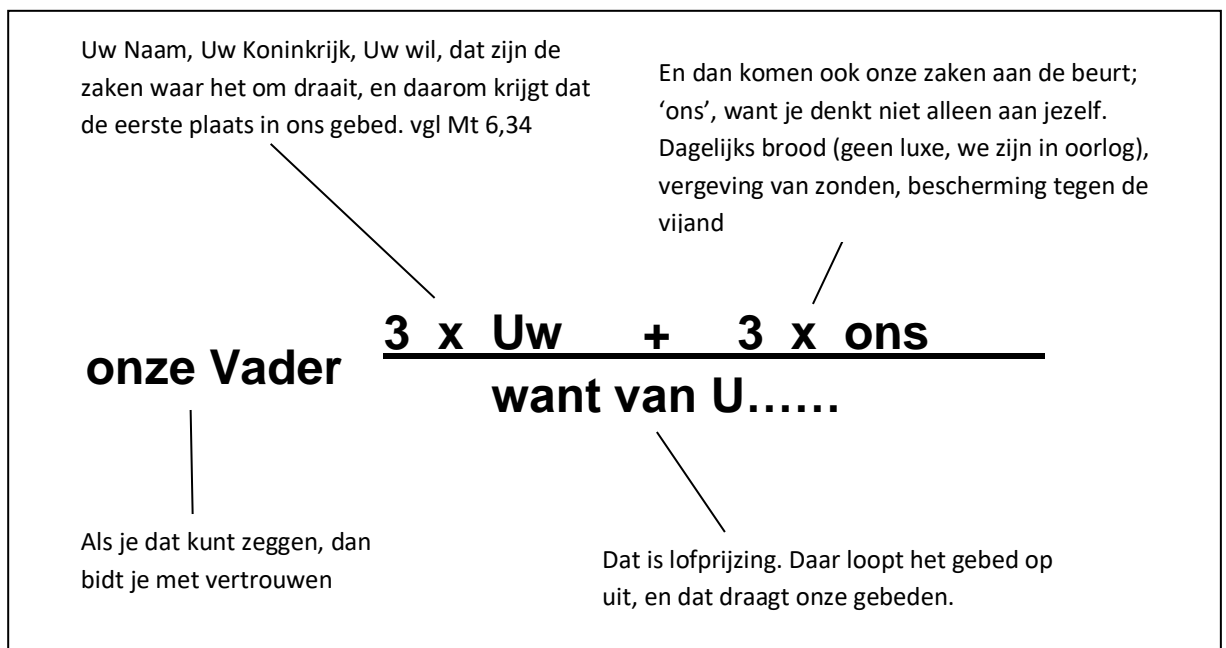 Uw Naam, Uw Koninkrijk, Uw wil, dat zijn de
zaken waar het om draait, en daarom krijgt dat
de eerste plaats in ons gebed. vgl Mt 6,34
En dan komen ook onze zaken aan de beurt;
‘ons’, want je denkt niet alleen aan jezelf.
Dagelijks brood (geen luxe, we zijn in oorlog),
vergeving van zonden, bescherming tegen de
vijand
onze Vader
3 x Uw + 3 x ons
want van U......
Als je dat kunt zeggen, dan
bidt je met vertrouwen
Dat is lofprijzing. Daar loopt het gebed op
uit, en dat draagt onze gebeden.